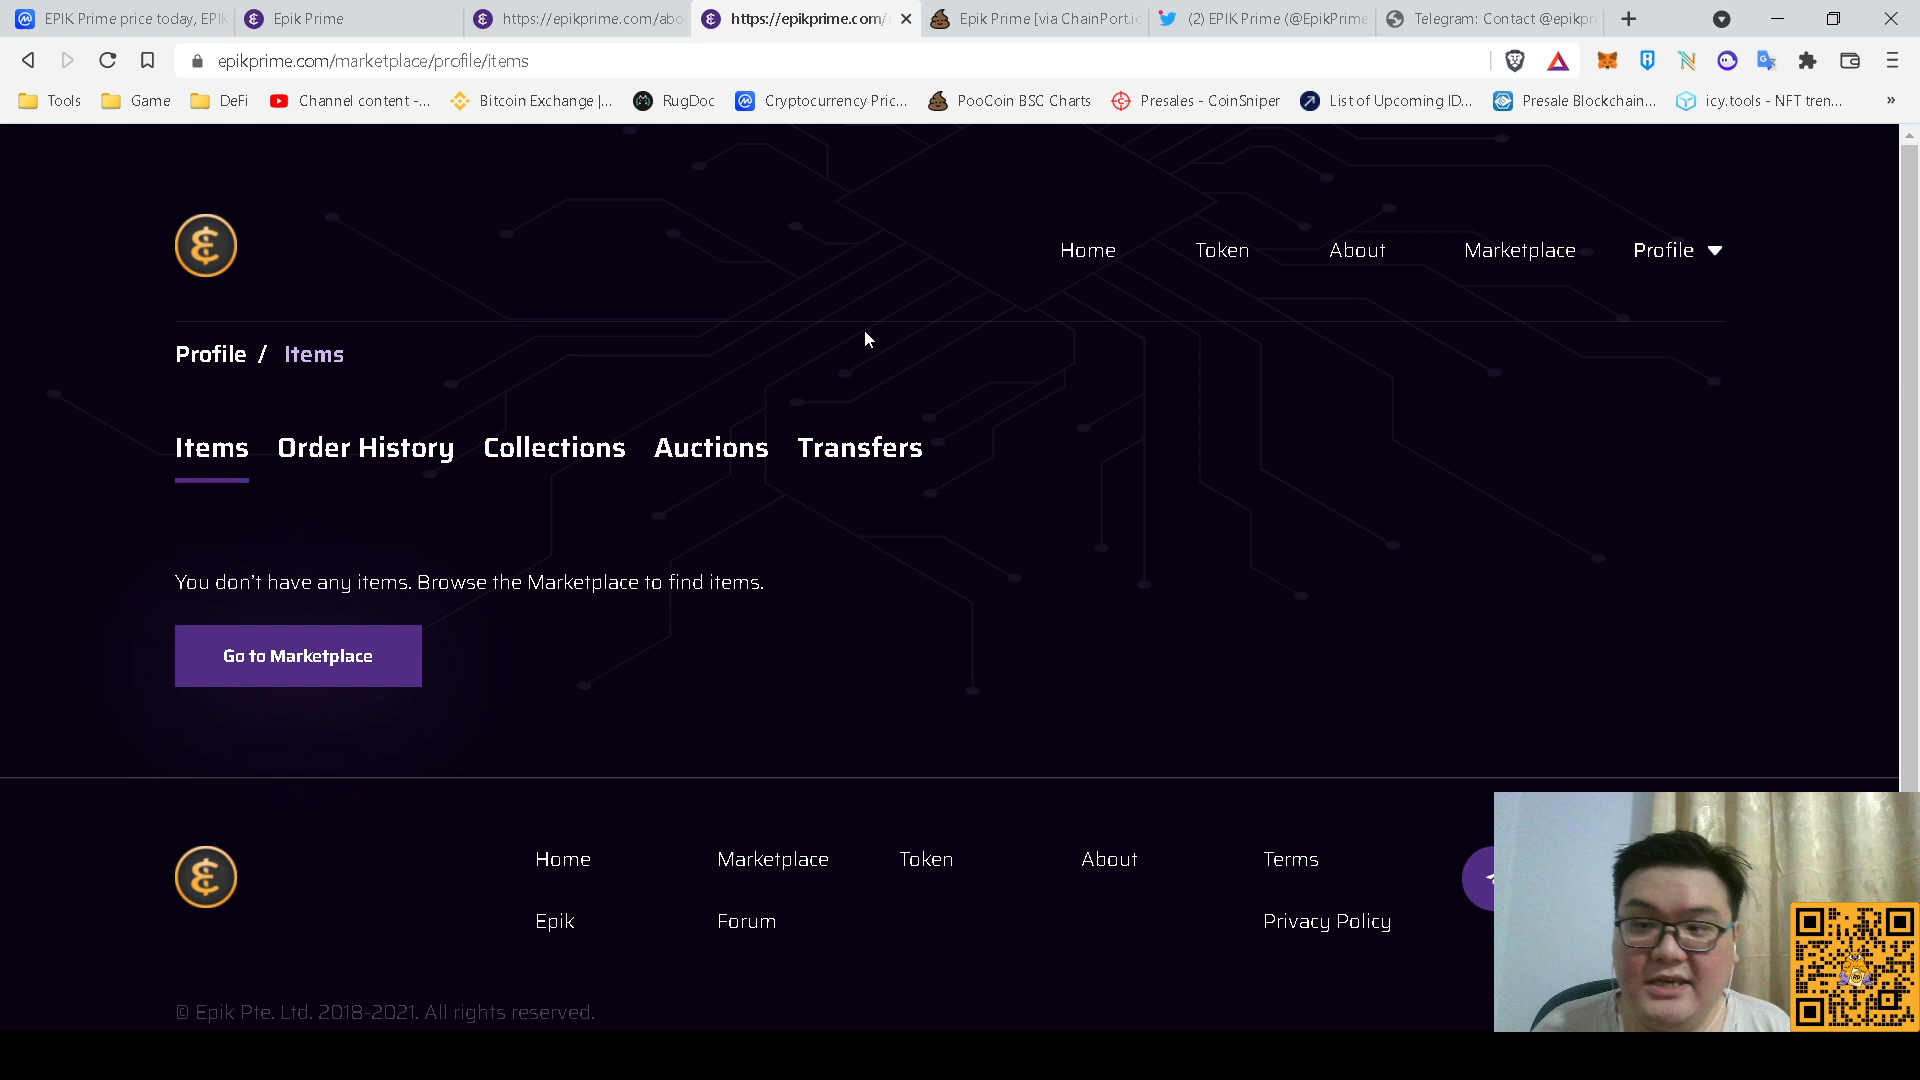 EPIK Prime price today, EPIK
Epik Prime
https://epikprime.com/abo
https://epikprime.com/
Epik Prime [via ChainPort.io
(2) EPIK Prime (@EpikPrime
Telegram: Contact @epikpri
epikprime.com/marketplace/profile/items
Tools
Game
DeFi
Channel content -...
Bitcoin Exchange |...
RugDoc
Cryptocurrency Pric...
PooCoin BSC Charts
Presales - CoinSniper
List of Upcoming ID...
Presale Blockchain...
icy.tools - NFT tren...
»
Home
Token
About
Marketplace
Profile
Profile / Items
Items
Order History
Collections
Auctions
Transfers
You don't have any items. Browse the Marketplace to find items.
Go to Marketplace
Home
Marketplace
Token
About
Terms
Epik
Forum
Privacy Policy
© Epik Pte. Ltd. 2018-2021. All rights reserved.